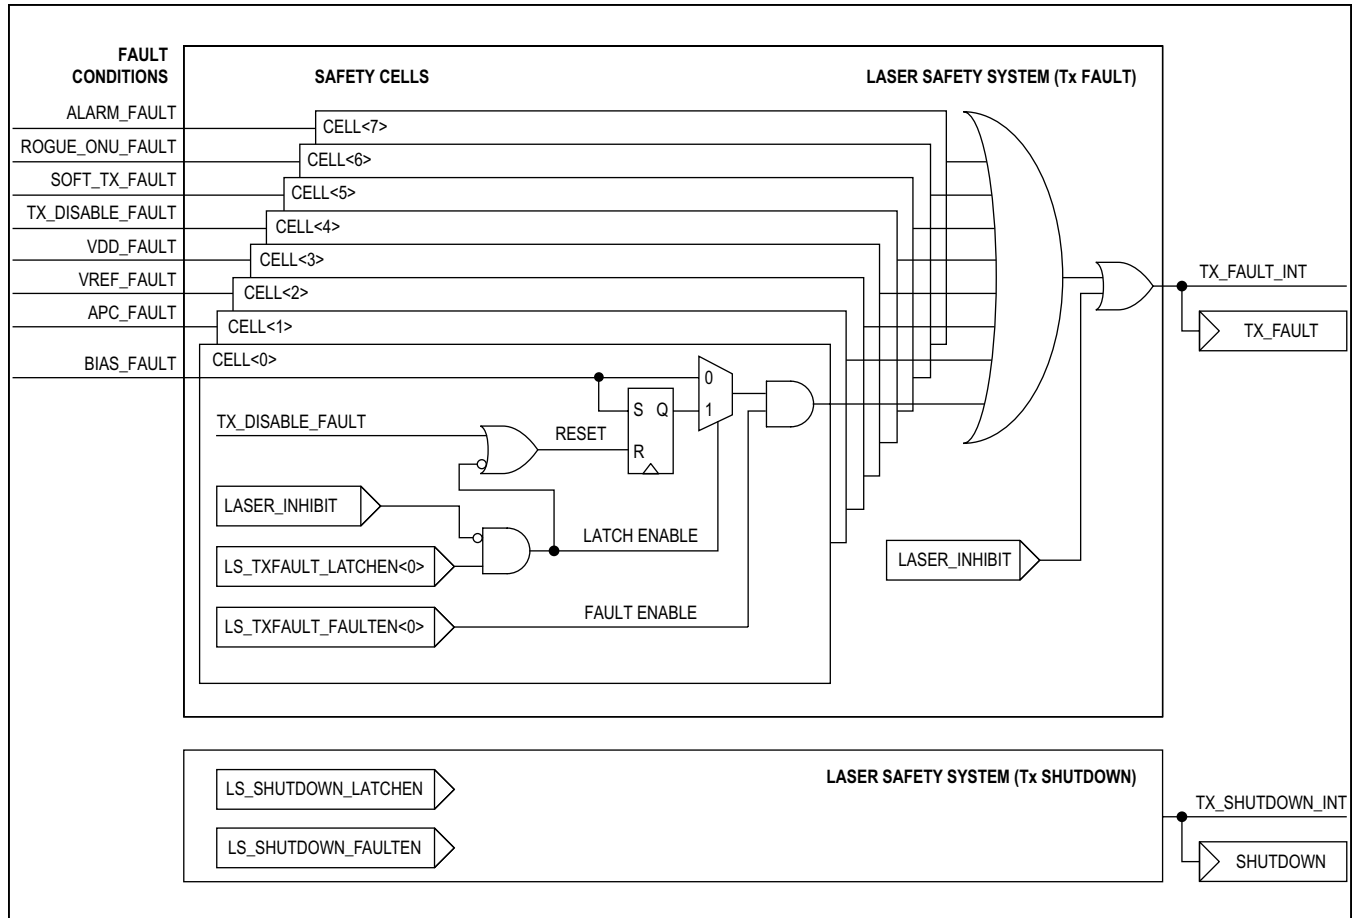 FAULT
CONDITIONS
SAFETY CELLS
LASER SAFETY SYSTEM (Tx FAULT)
ALARM_FAULT
CELL<7>
ROGUE_ONU_FAULT
CELL<6>
SOFT_TX_FAULT
CELL<5>
TX_DISABLE_FAULT
CELL<4>
VDD_FAULT
CELL<3>
VREF_FAULT
CELL<2>
APC_FAULT
CELL<1>
BIAS_FAULT
CELL<0>
TX_FAULT_INT
TX_FAULT
0
1
S Q
R
TX_DISABLE_FAULT
RESET
LASER_INHIBIT
LATCH ENABLE
LS_TXFAULT_LATCHEN<0>
FAULT ENABLE
LS_TXFAULT_FAULTEN<0>
LASER_INHIBIT
LASER SAFETY SYSTEM (Tx SHUTDOWN)
LS_SHUTDOWN_LATCHEN
LS_SHUTDOWN_FAULTEN
TX_SHUTDOWN_INT
SHUTDOWN